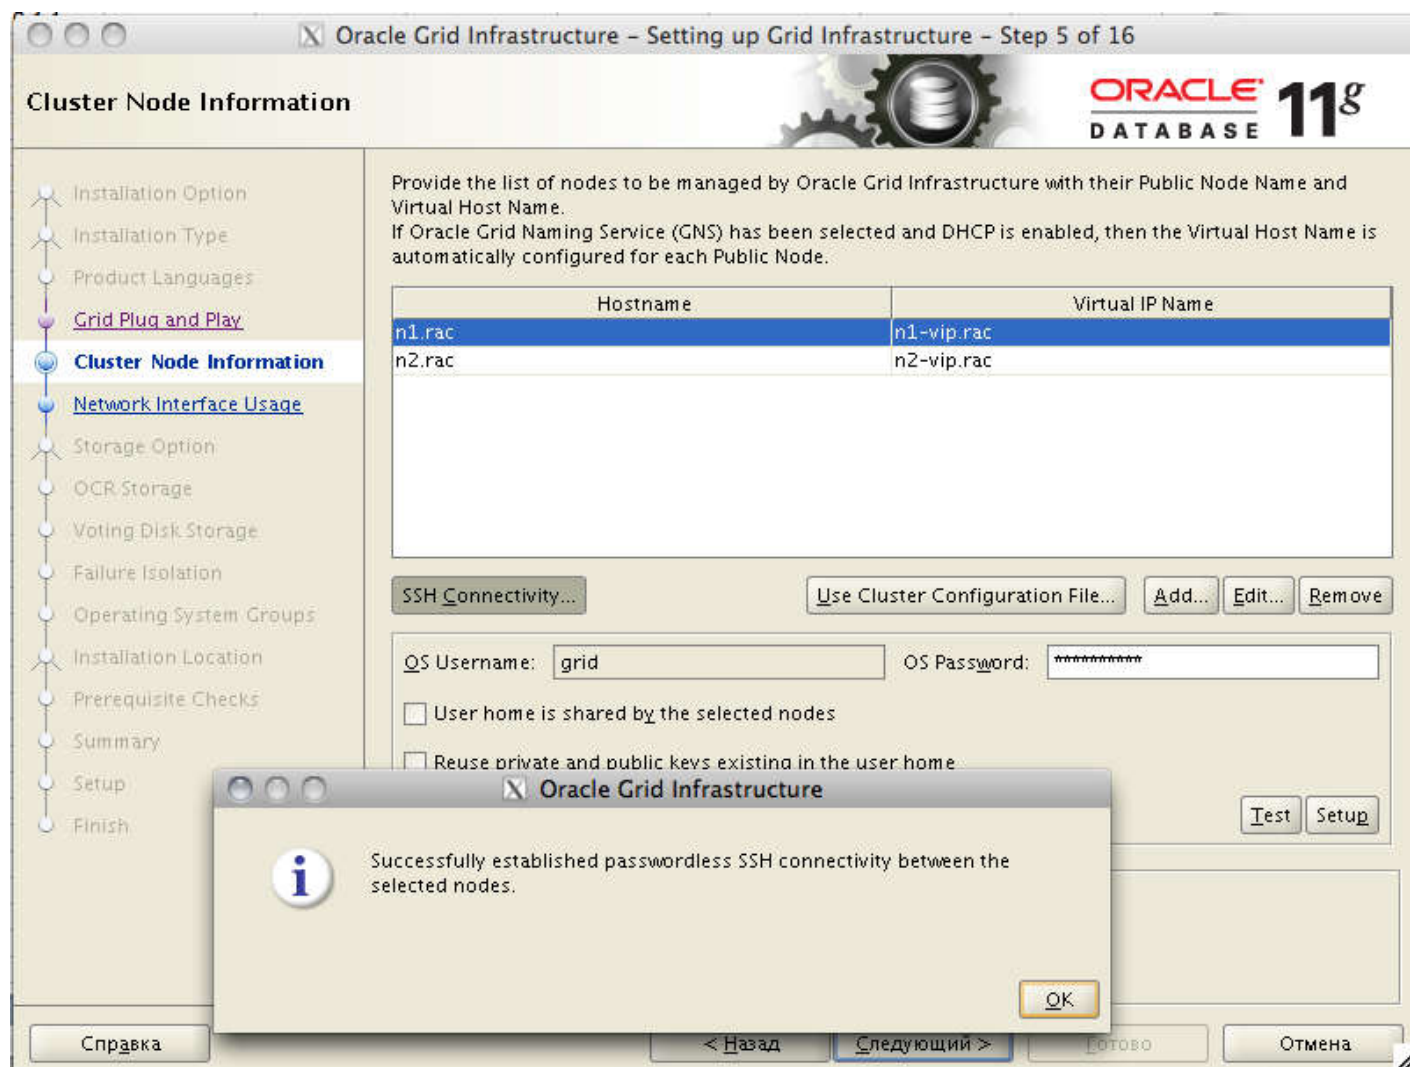 Oracle Grid Infrastructure – Setting up Grid Infrastructure – Step 5 of 16
Cluster Node Information
ORACLE
DATABASE
11g
Installation Option
Installation Type
Product Languages
Grid Plug and Play
Cluster Node Information
Network Interface Usage
Storage Option
OCR Storage
Voting Disk Storage
Failure Isolation
Operating System Groups
Installation Location
Prerequisite Checks
Summary
Setup
Finish
Provide the list of nodes to be managed by Oracle Grid Infrastructure with their Public Node Name and
Virtual Host Name.
If Oracle Grid Naming Service (GNS) has been selected and DHCP is enabled, then the Virtual Host Name is
automatically configured for each Public Node.
Hostname Virtual IP Name
n1.rac n1-vip.rac
n2.rac n2-vip.rac
SSH Connectivity... Use Cluster Configuration File... Add... Edit... Remove
OS Username: grid OS Password: **********
User home is shared by the selected nodes
Reuse private and public keys existing in the user home
Test Setup
Oracle Grid Infrastructure
Successfully established passwordless SSH connectivity between the
selected nodes.
OK
Справка < Назад Следующий > Готово Отмена